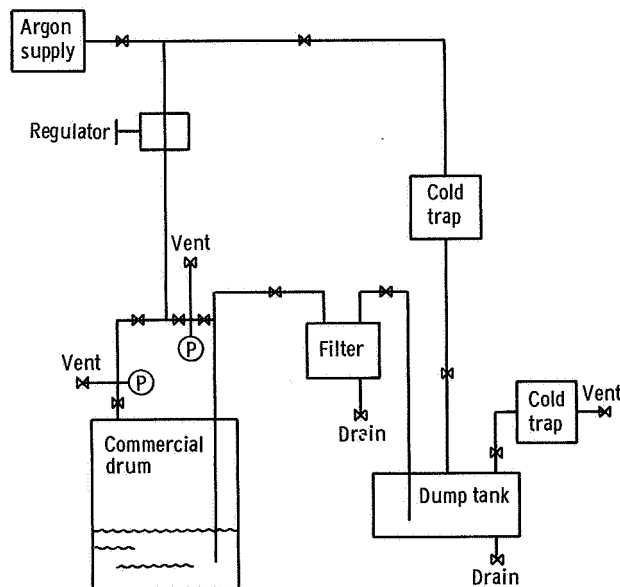 Argon
supply
Regulator
Cold
trap
Vent
Vent
P
P
Filter
Drain
Cold
trap
Vent
Commercial
drum
Dump tank
Drain